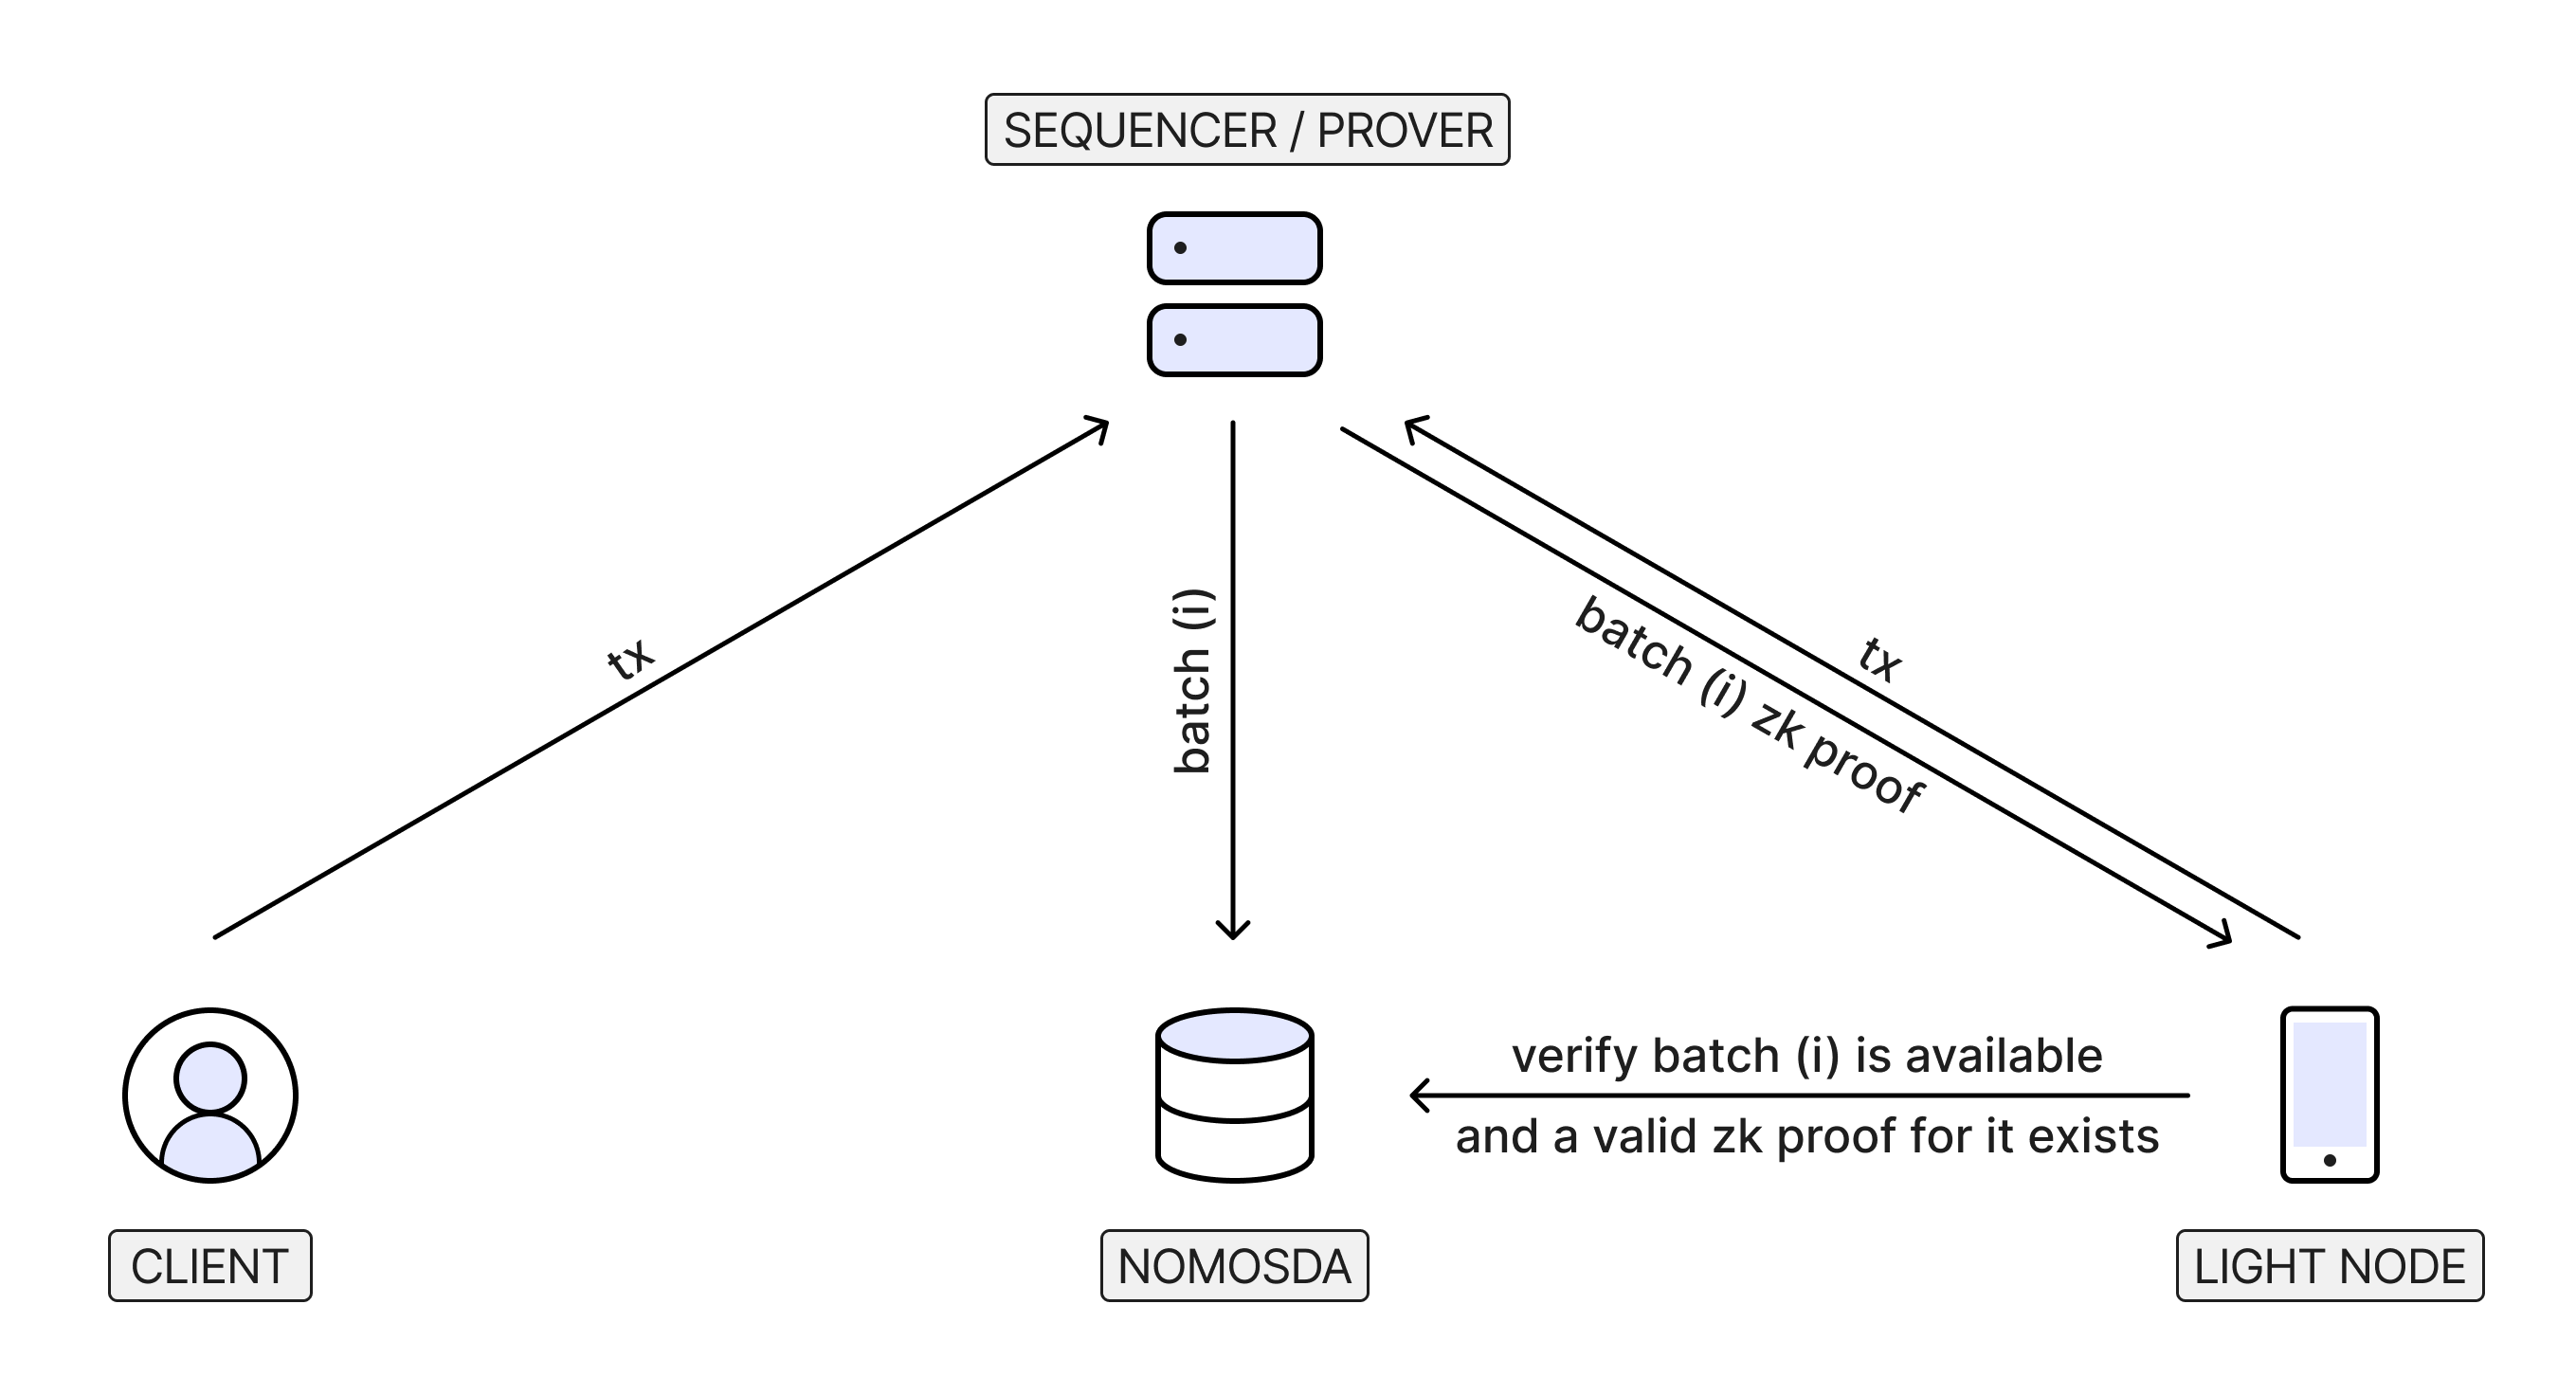 SEQUENCER / PROVER
tx
batch (i)
batch (i) zk proof
tx
verify batch (i) is available
and a valid zk proof for it exists
CLIENT
NOMOSDA
LIGHT NODE